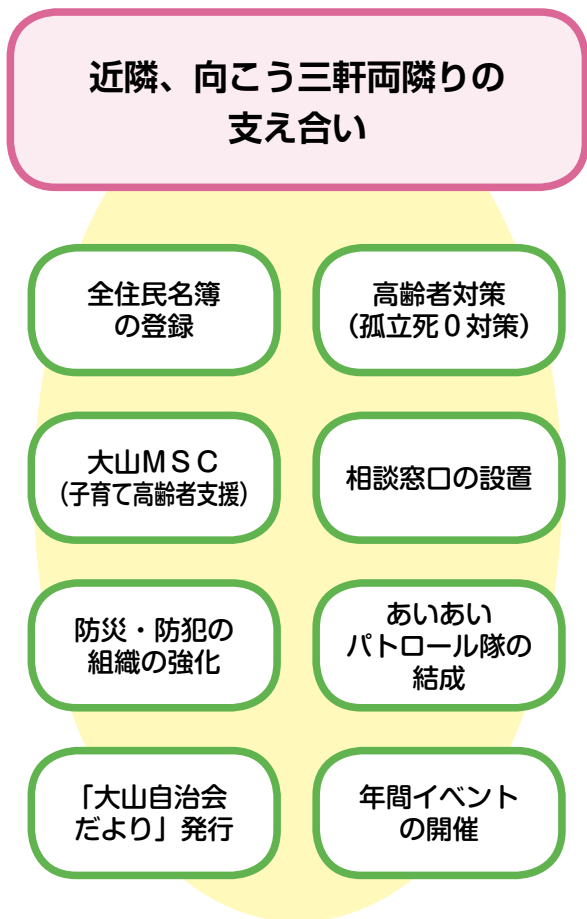 近隣、向こう三軒両隣りの
支え合い
全住民名簿
の登録
高齢者対策
（孤立死０対策）
大山ＭＳＣ
（子育て高齢者支援）
相談窓口の設置
防災・防犯の
組織の強化
あいあい
パトロール隊の
結成
「大山自治会
だより」発行
年間イベント
の開催